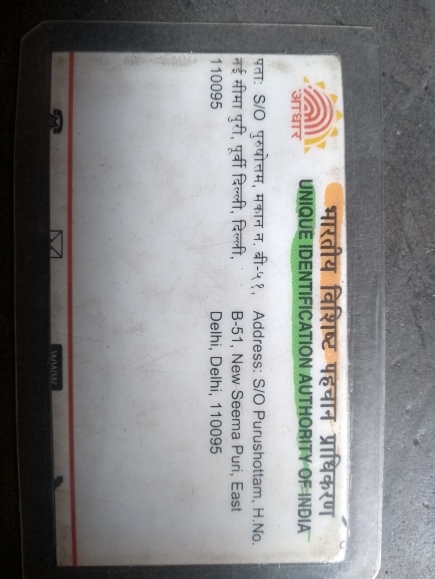 आधार
भारतीय विशिष्ट पहचान प्राधिकरण
UNIQUE IDENTIFICATION AUTHORITY OF INDIA
पता: S/O पुरुषोत्तम, मकान न. बी-५१,
नई सीमा पुरी, पूर्वी दिल्ली, दिल्ली,
110095
Address: S/O Purushottam, H.No.
B-51, New Seema Puri, East
Delhi, Delhi, 110095